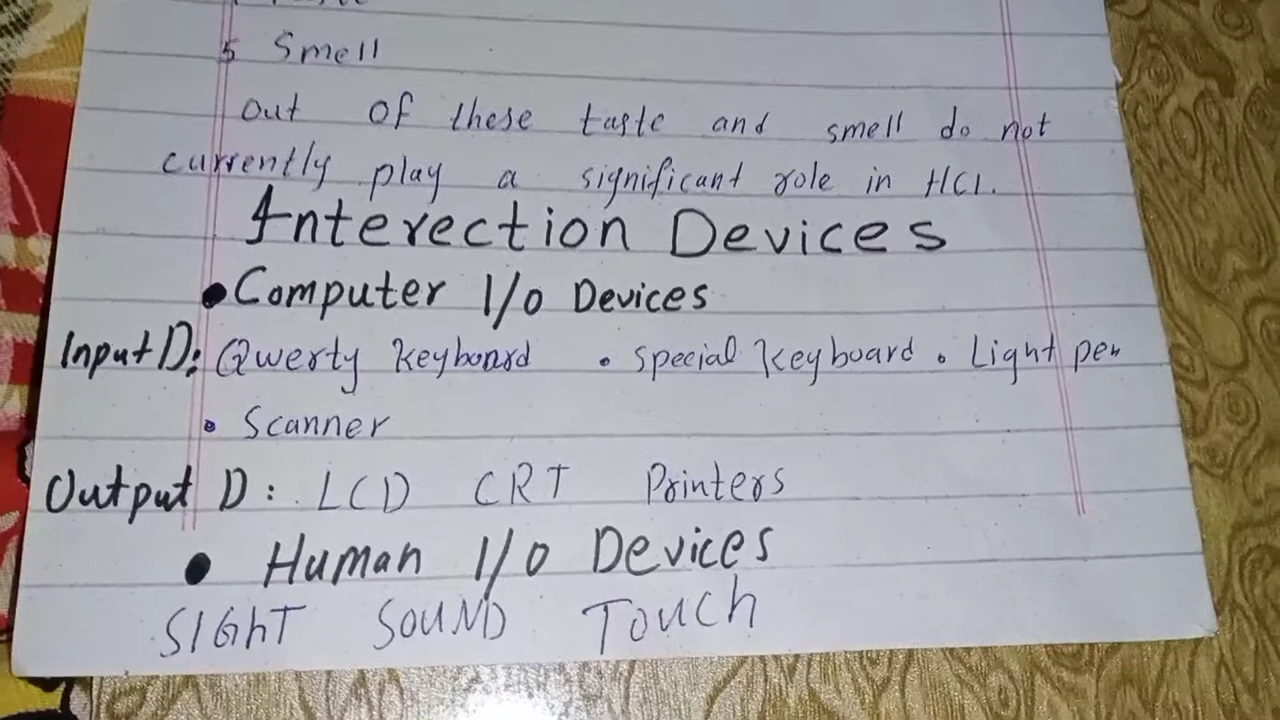 5 Smell
out of these taste and smell do not
currently play a significant role in HCI.
Interection Devices
•Computer I/o Devices
Input D: Qwerty keyboard • special keyboard • Light pen
• Scanner
Output D: LCD CRT Printers
• Human I/o Devices
SIGhT SOUND Touch